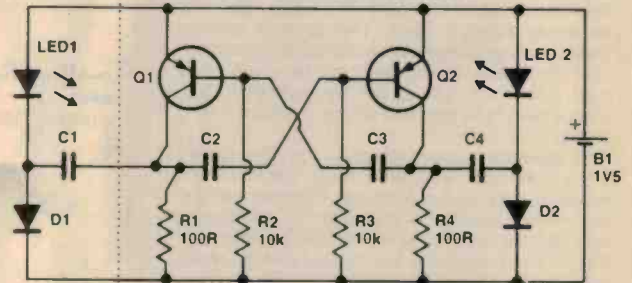 LED1
LED 2
Q1
Q2
C1
C2
C3
C4
+
B1
1V5
D1
R1
100R
R2
10k
R3
10k
R4
100R
D2